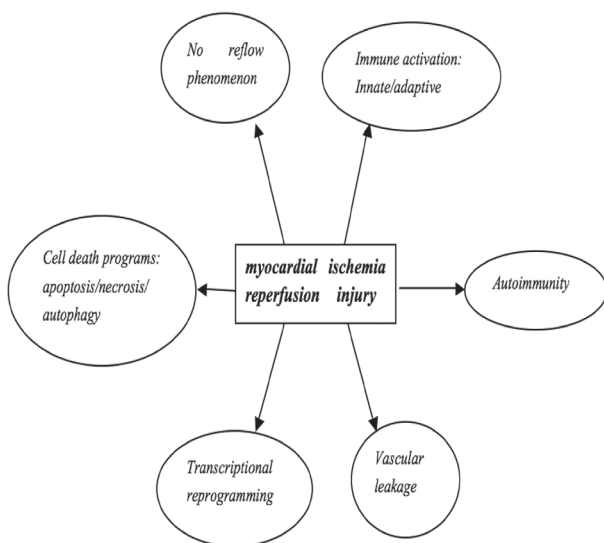 No reflow
phenomenon
Immune activation:
Innate/adaptive
Cell death programs:
apoptosis/necrosis/
autophagy
myocardial ischemia
reperfusion injury
Autoimmunity
Transcriptional
reprogramming
Vascular
leakage